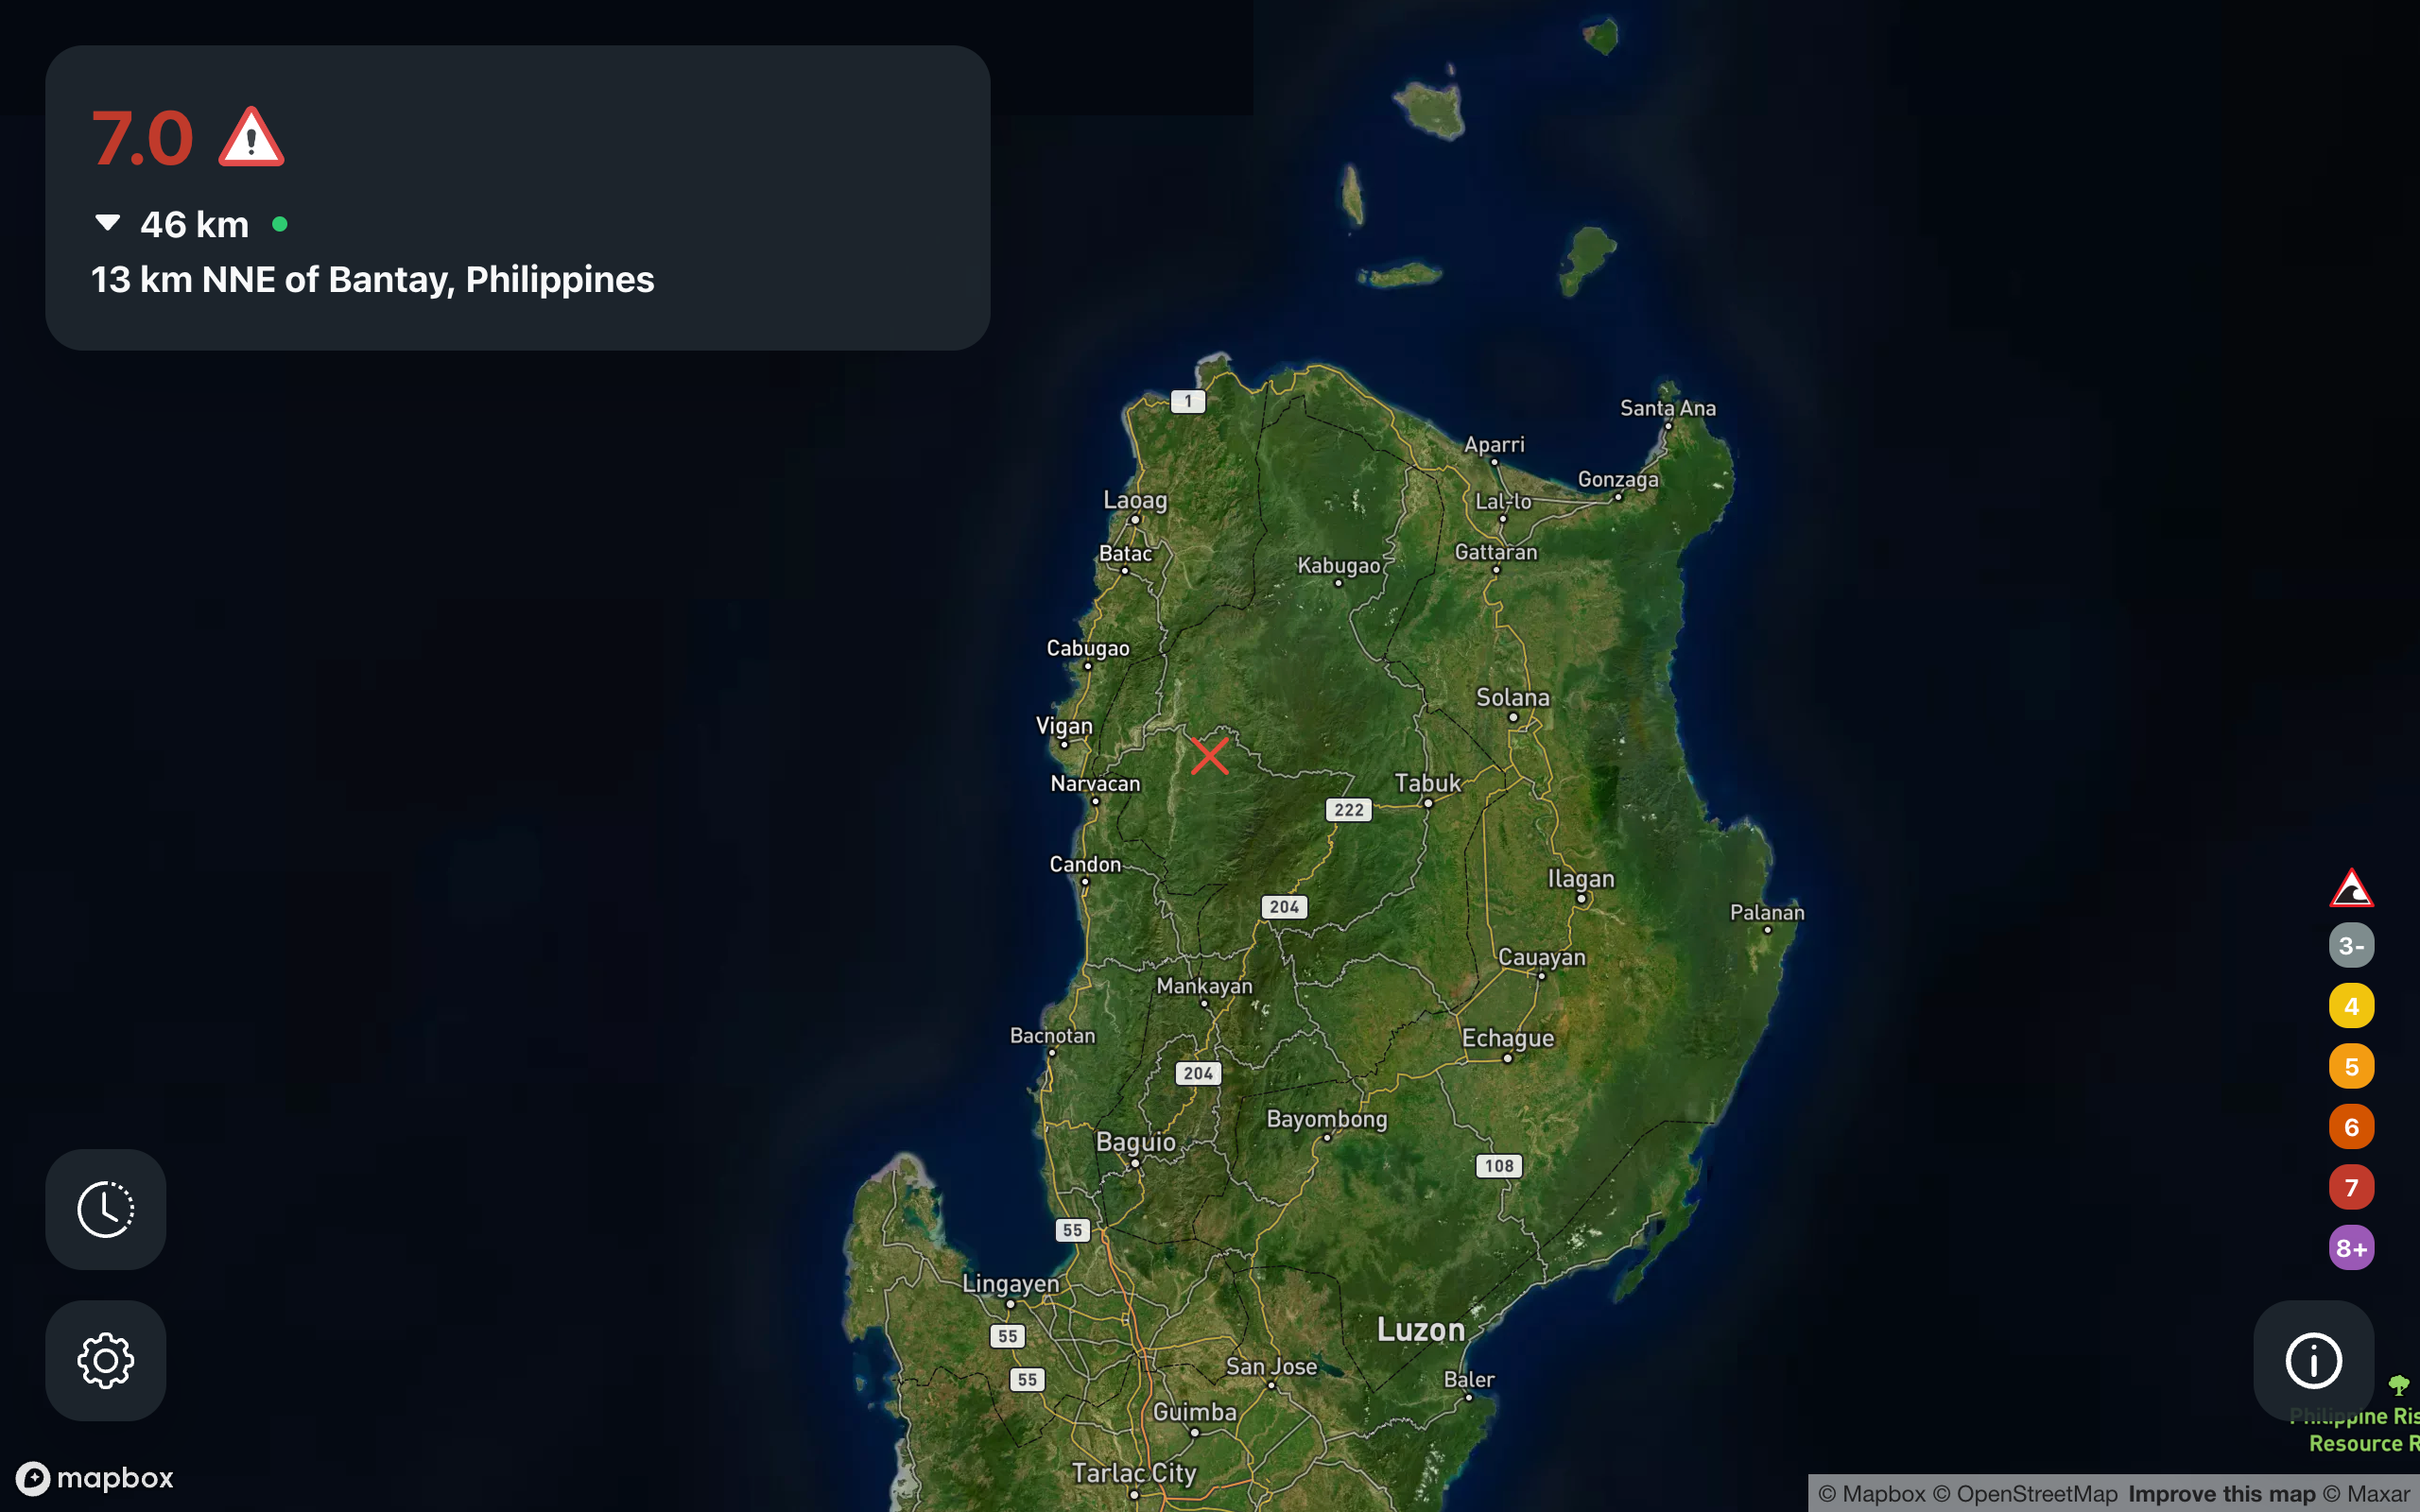 7.0
46 km
13 km NNE of Bantay, Philippines
1
Santa Ana
Aparri
Gonzaga
Laoag
Lal-lo
Batac
Gattaran
Kabugao
Cabugao
Solana
Vigan
Narvacan
Tabuk
222
Candon
Ilagan
204
Palanan
3-
Cauayan
Mankayan
4
Bacnotan
Echague
5
204
Bayombong
6
Baguio
108
7
55
8+
Lingayen
Luzon
55
San Jose
55
Baler
Guimba
Philippine Ris
Resource R
Tarlac City
mapbox
© Mapbox © OpenStreetMap Improve this map © Maxar